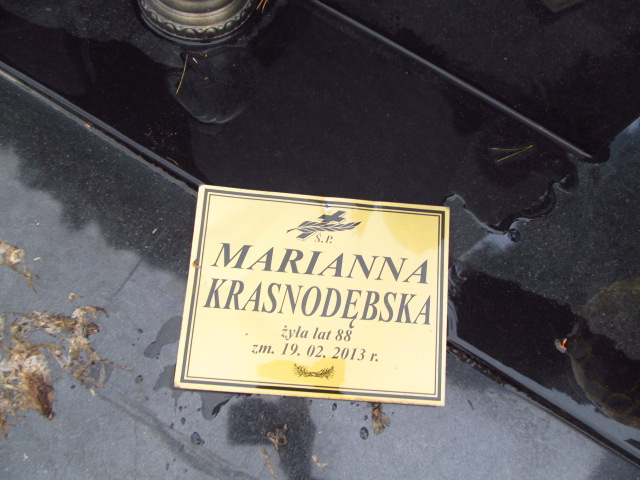 Ś.P.
MARIANNA
KRASNODĘBSKA
żyła lat 88
zm. 19. 02. 2013 r.